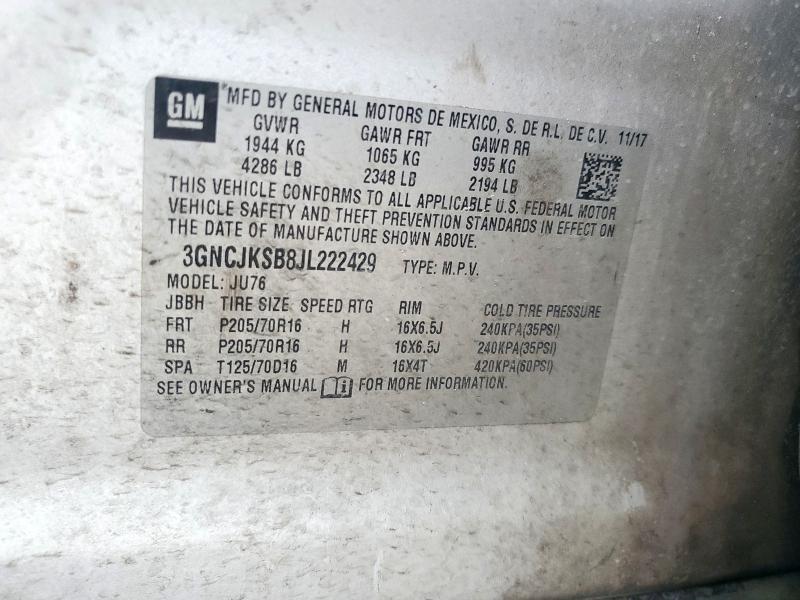 GM
*MFD BY GENERAL MOTORS DE MEXICO, S. DE R.L. DE C.V. 11/17
GVWR GAWR FRT GAWR RR
1944 KG 1065 KG 995 KG
4286 LB 2348 LB 2194 LB
THIS VEHICLE CONFORMS TO ALL APPLICABLE U.S. FEDERAL MOTOR
VEHICLE SAFETY AND THEFT PREVENTION STANDARDS IN EFFECT ON
THE DATE OF MANUFACTURE SHOWN ABOVE.
3GNCJKSB8JL222429 TYPE: M.P.V.
MODEL: JU76
JBBH TIRE SIZE SPEED RTG RIM COLD TIRE PRESSURE
FRT P205/70R16 H 16X6.5J 240KPA(35PSI)
RR P205/70R16 H 16X6.5J 240KPA(35PSI)
SPA T125/70D16 M 16X4T 420KPA(60PSI)
SEE OWNER'S MANUAL FOR MORE INFORMATION.